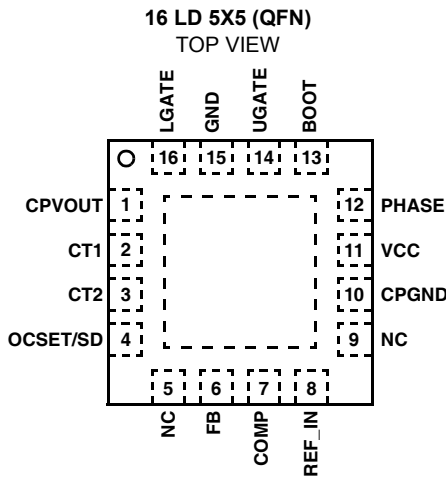 16 LD 5X5 (QFN)
TOP VIEW
LGATE
GND
UGATE
BOOT
16
15
14
13
CPVOUT 1
12 PHASE
CT1 2
11 VCC
CT2 3
10 CPGND
OCSET/SD 4
9 NC
5
6
7
8
NC
FB
COMP
REF_IN